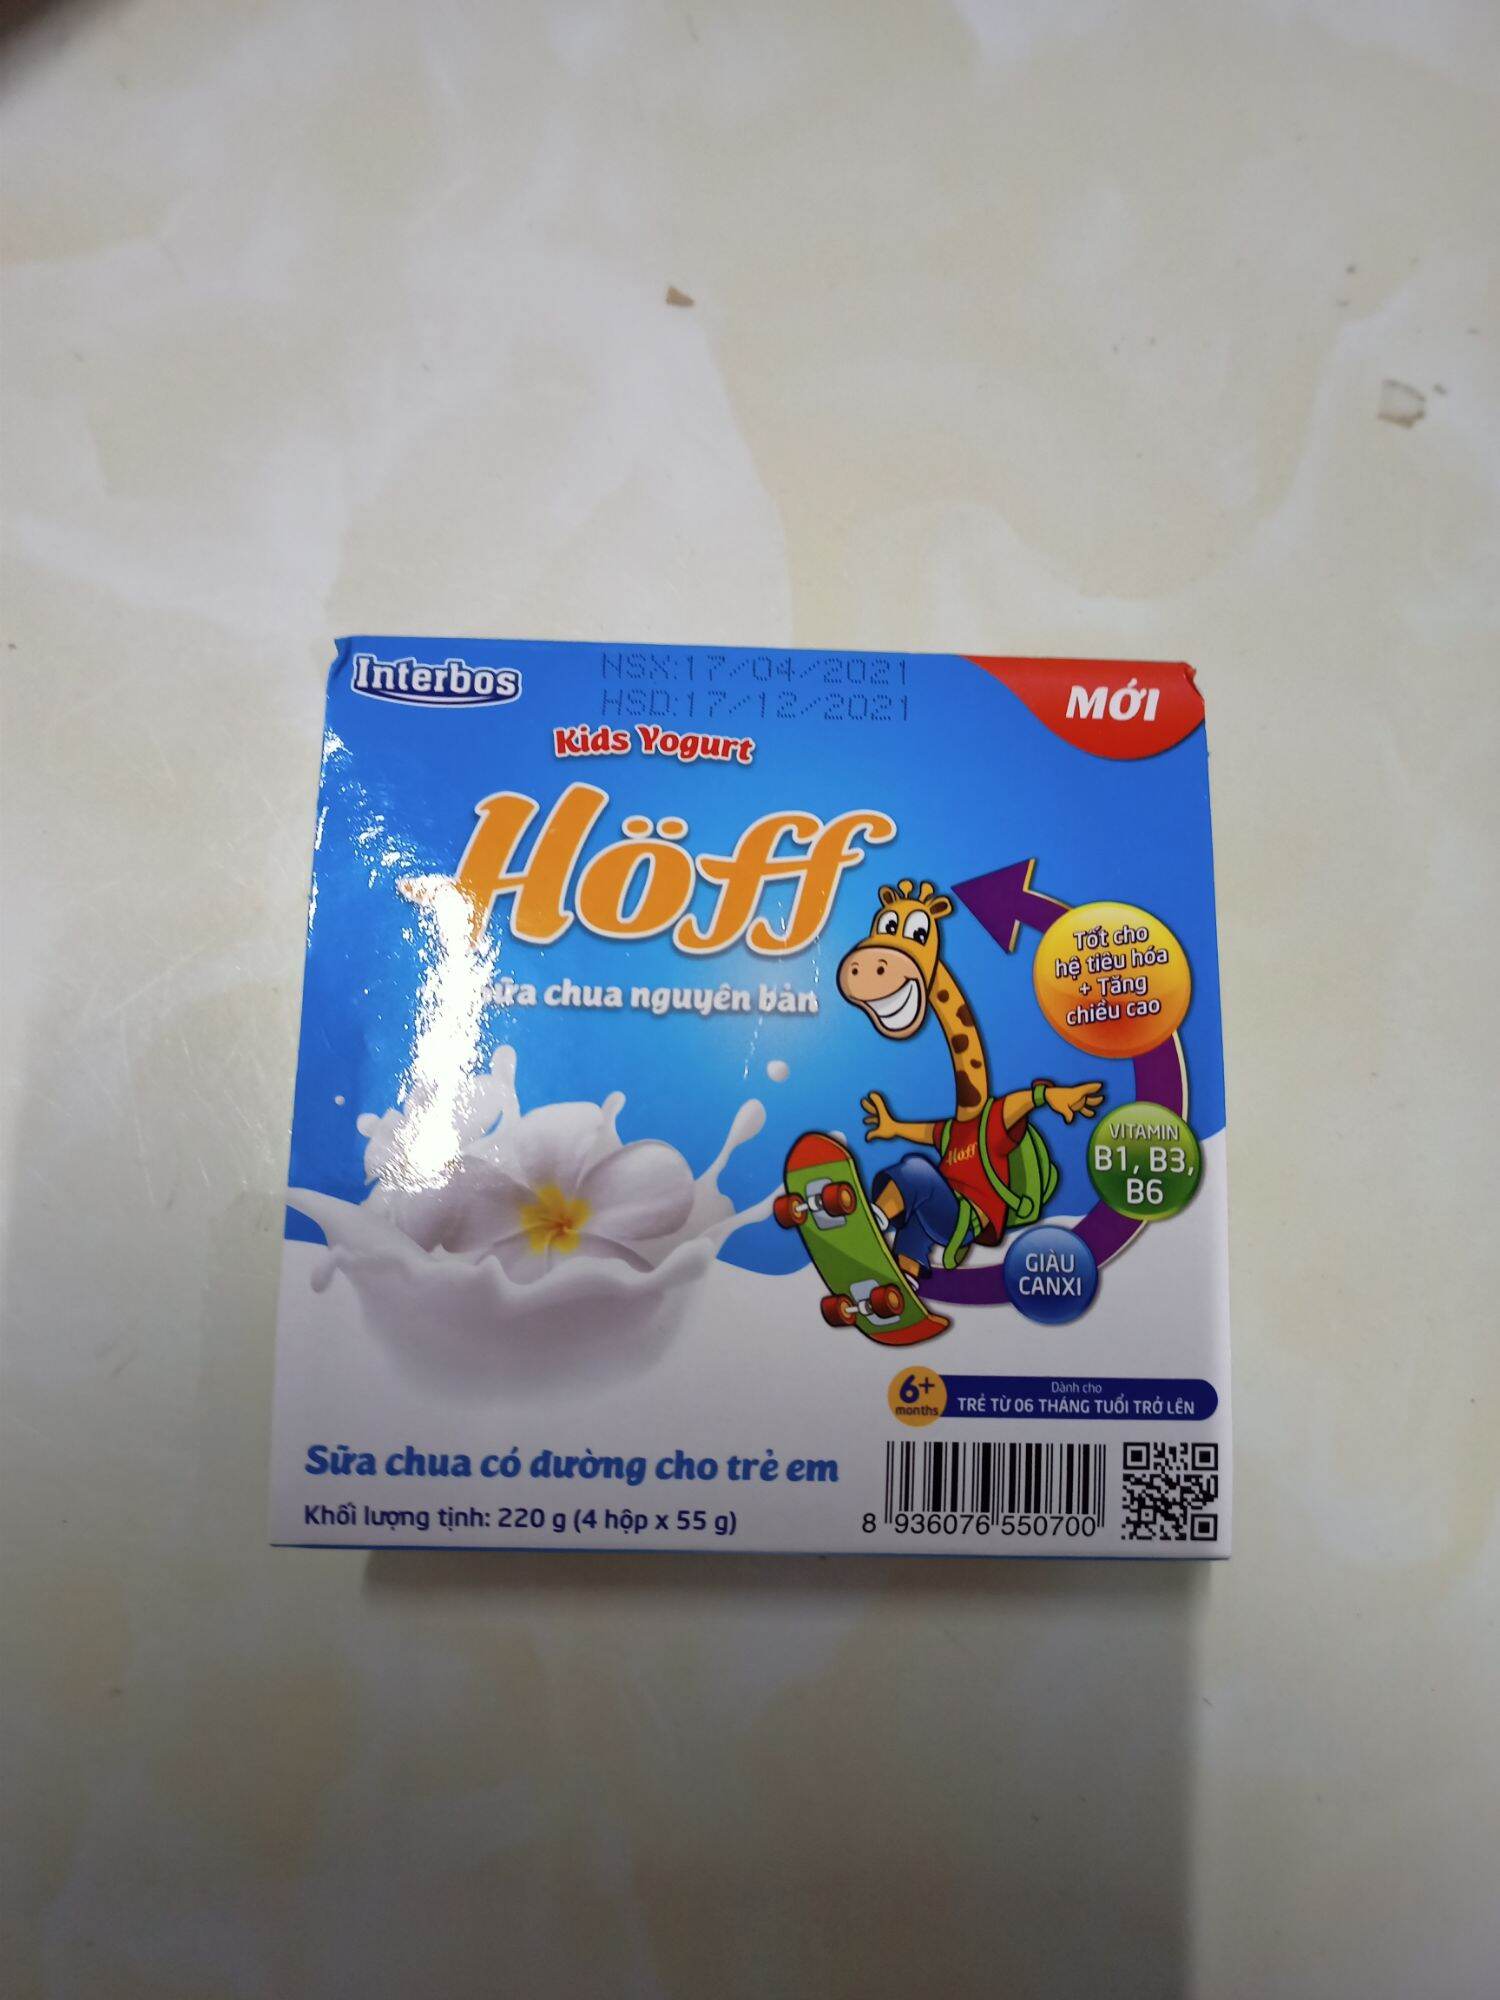 Interbos
NSX:17/04/2021
HSD:17/12/2021
MỚI
Kids Yogurt
Höff
chua nguyên bản
Tốt cho
hệ tiêu hóa
+ Tăng
chiều cao
VITAMIN
B1, B3,
B6
Höff
GIÀU
CANXI
6+
months
Dành cho
TRẺ TỪ 06 THÁNG TUỔI TRỞ LÊN
Sữa chua có đường cho trẻ em
Khối lượng tịnh: 220 g (4 hộp x 55 g)
8 936076 550700